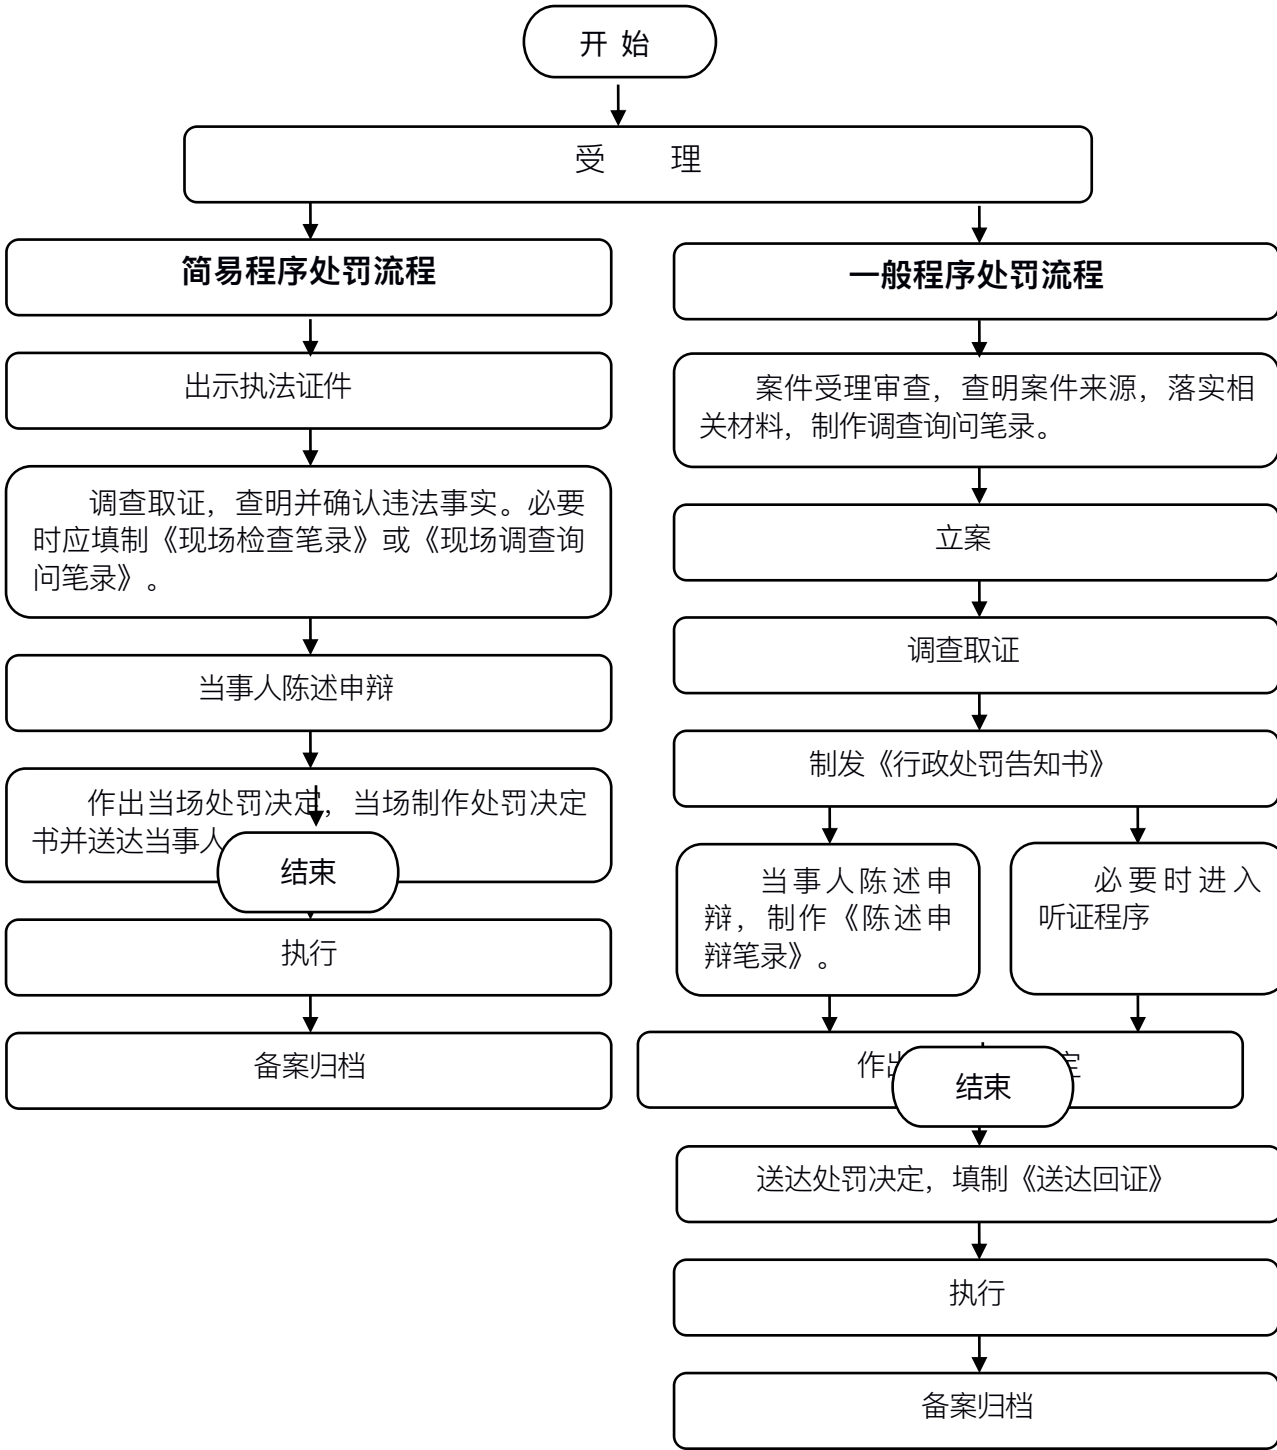 开 始
受 理
简易程序处罚流程
出示执法证件
调查取证，查明并确认违法事实。必要
时应填制《现场检查笔录》或《现场调查询
问笔录》。
当事人陈述申辩
作出当场处罚决定，当场制作处罚决定
书并送达当事人
结束
执行
备案归档
一般程序处罚流程
案件受理审查，查明案件来源，落实相
关材料，制作调查询问笔录。
立案
调查取证
制发《行政处罚告知书》
当事人陈述申
辩，制作《陈述申
辩笔录》。
必要时进入
听证程序
作出 定
结束
送达处罚决定，填制《送达回证》
执行
备案归档